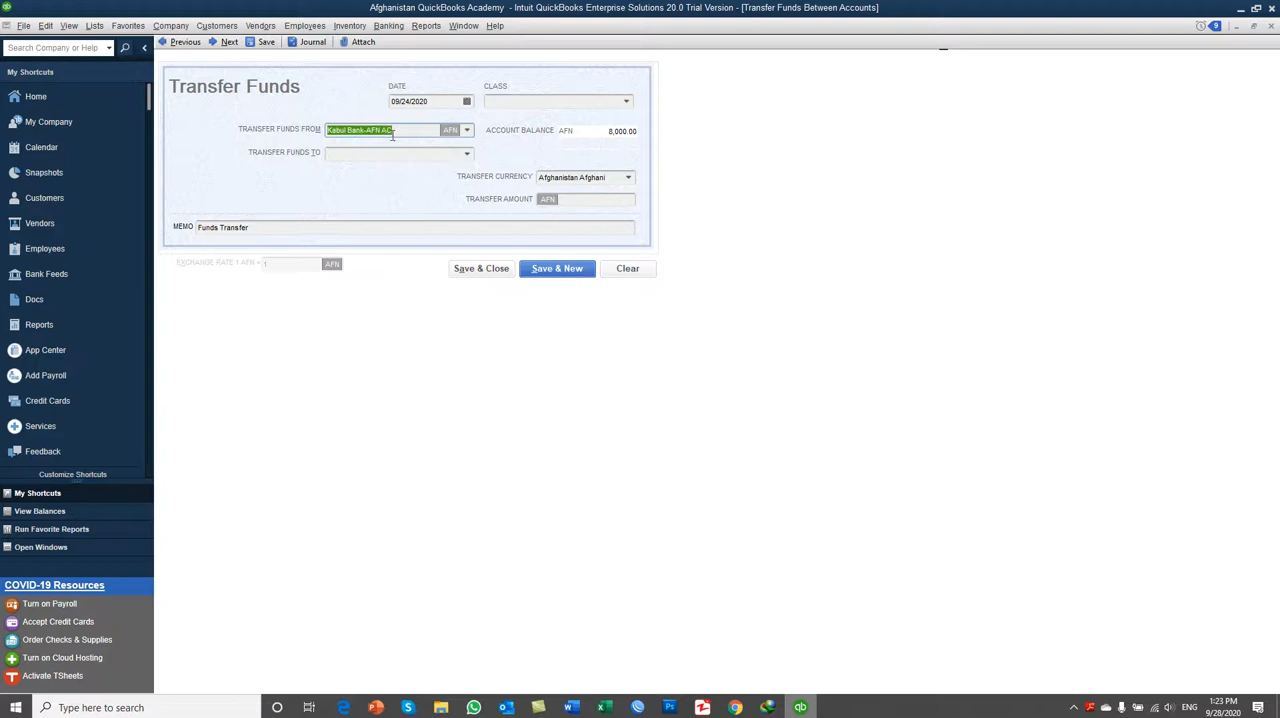 Afghanistan QuickBooks Academy - Intuit QuickBooks Enterprise Solutions 20.0 Trial Version - [Transfer Funds Between Accounts]
File Edit View Lists Favorites Company Customers Vendors Employees Inventory Banking Reports Window Help 9
Search Company or Help
Previous Next Save Journal Attach
My Shortcuts
Home
My Company
Calendar
Snapshots
Customers
Vendors
Employees
Bank Feeds
Docs
Reports
App Center
Add Payroll
Credit Cards
Services
Feedback
Customize Shortcuts
My Shortcuts
View Balances
Run Favorite Reports
Open Windows
COVID-19 Resources
Turn on Payroll
Accept Credit Cards
Order Checks & Supplies
Turn on Cloud Hosting
Activate TSheets
Transfer Funds
DATE
09/24/2020
CLASS
TRANSFER FUNDS FROM Kabul Bank-AFN AC AFN ACCOUNT BALANCE AFN 8,000.00
TRANSFER FUNDS TO
TRANSFER CURRENCY Afghanistan Afghani
TRANSFER AMOUNT AFN
MEMO Funds Transfer
EXCHANGE RATE 1 AFN = 1 AFN
Save & Close Save & New Clear
Type here to search
1:23 PM
9/28/2020